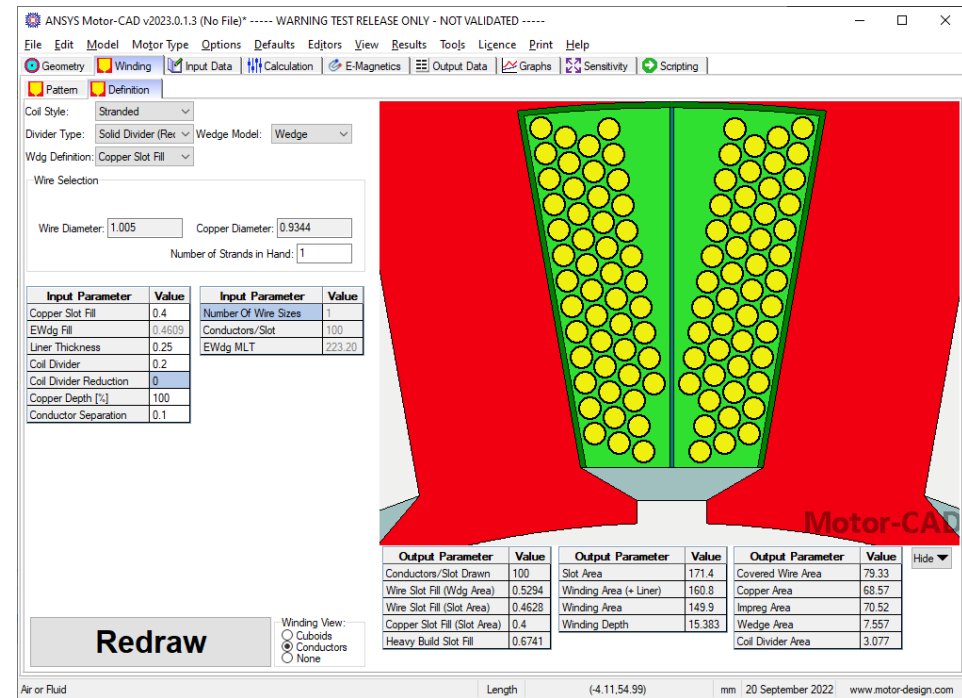 ANSYS Motor-CAD v2023.0.1.3 (No File)* ----- WARNING TEST RELEASE ONLY - NOT VALIDATED -----
File Edit Model Motor Type Options Defaults Editors View Results Tools Licence Print Help
Geometry Winding Input Data Calculation E-Magnetics Output Data Graphs Sensitivity Scripting
Pattern Definition
Coil Style: Stranded
Divider Type: Solid Divider (Rec Wedge Model: Wedge
Wdg Definition: Copper Slot Fill
Wire Selection
Wire Diameter: 1.005 Copper Diameter: 0.9344
Number of Strands in Hand: 1
Input Parameter Value
Copper Slot Fill 0.4
EWdg Fill 0.4609
Liner Thickness 0.25
Coil Divider 0.2
Coil Divider Reduction 0
Copper Depth [%] 100
Conductor Separation 0.1
Input Parameter Value
Number Of Wire Sizes 1
Conductors/Slot 100
EWdg MLT 223.20
Motor-CAD
Output Parameter Value
Conductors/Slot Drawn 100
Wire Slot Fill (Wdg Area) 0.5294
Wire Slot Fill (Slot Area) 0.4628
Copper Slot Fill (Slot Area) 0.4
Heavy Build Slot Fill 0.6741
Output Parameter Value
Slot Area 171.4
Winding Area (+ Liner) 160.8
Winding Area 149.9
Winding Depth 15.383
Output Parameter Value
Covered Wire Area 79.33
Copper Area 68.57
Impreg Area 70.52
Wedge Area 7.557
Coil Divider Area 3.077
Hide
Redraw
Winding View:
Cuboids
Conductors
None
Air or Fluid Length (-4.11,54.99) mm 20 September 2022 www.motor-design.com